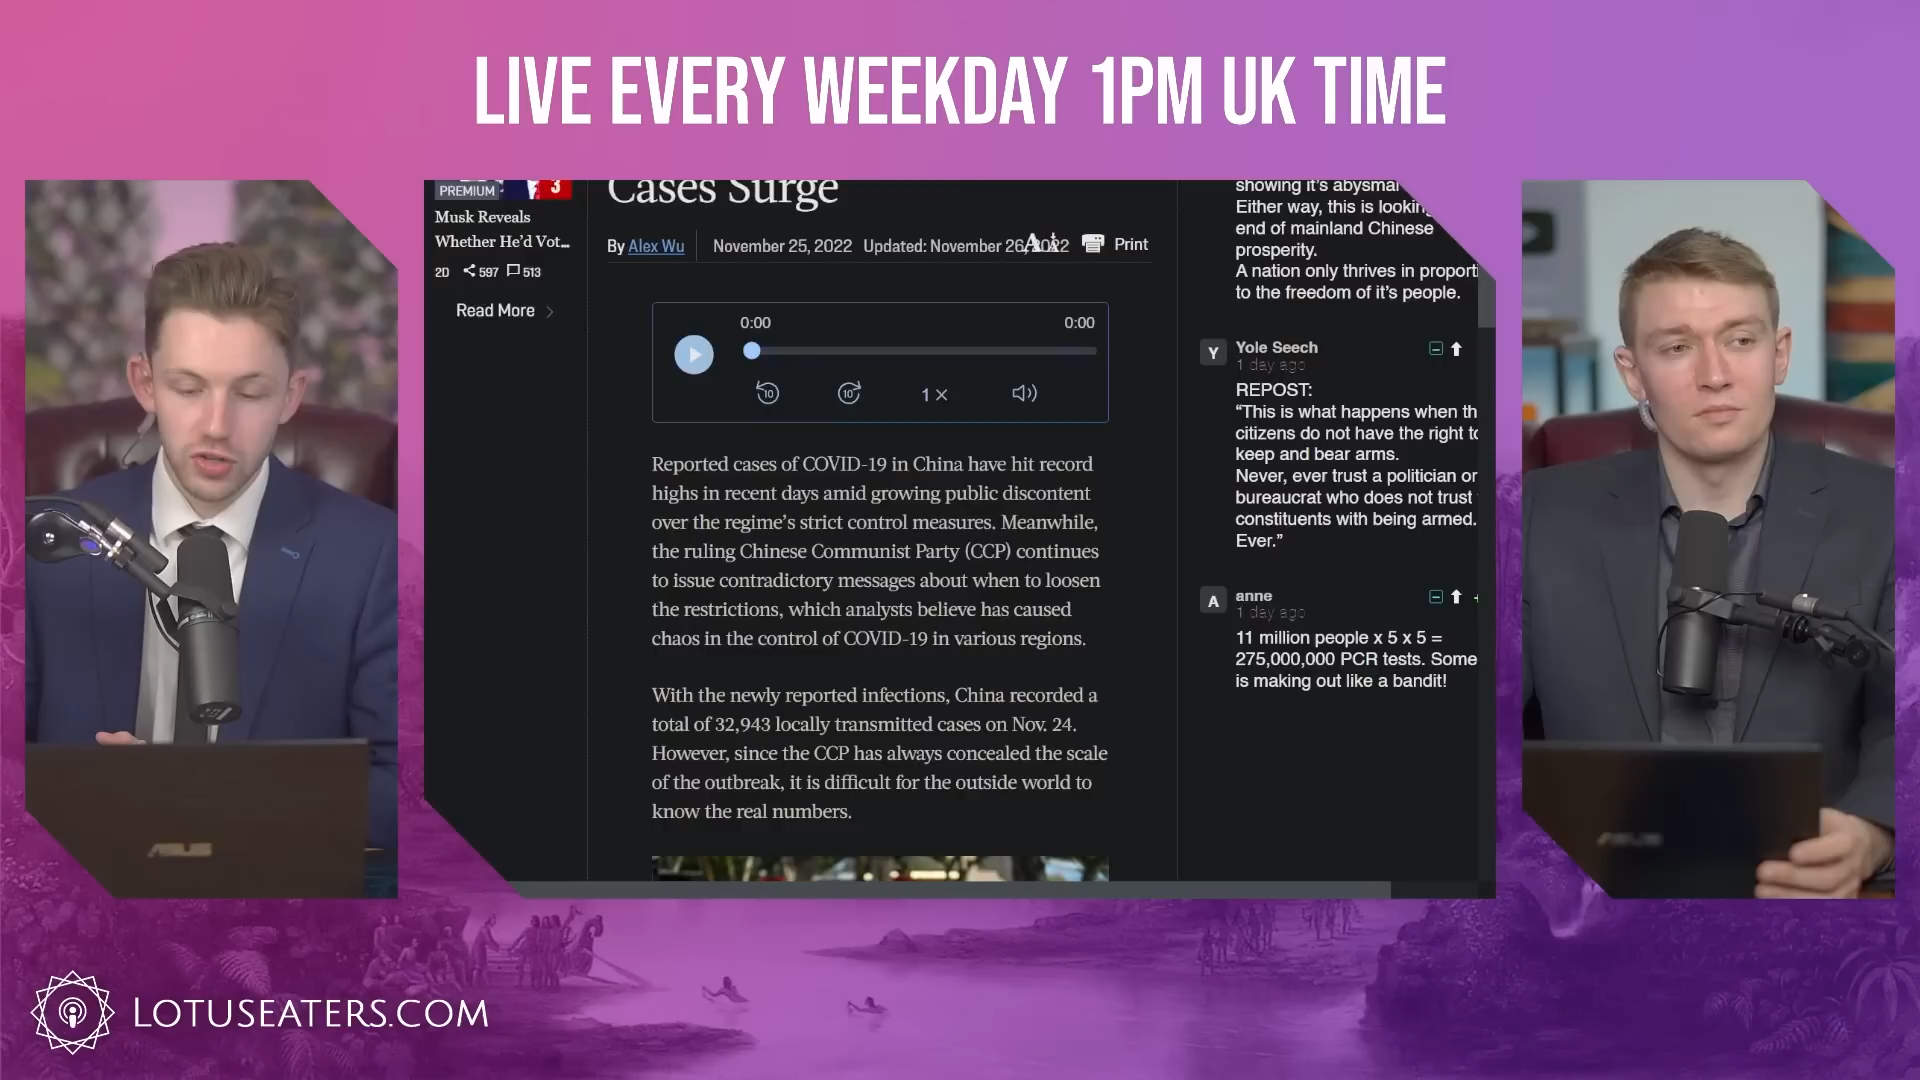 LIVE EVERY WEEKDAY 1PM UK TIME
PREMIUM
3
Musk Reveals
Whether He’d Vot...
2D 597 513
Read More
Cases Surge
By Alex Wu November 25, 2022 Updated: November 26, 2022 Print
0:00 0:00
10 10 1 ×
Reported cases of COVID-19 in China have hit record
highs in recent days amid growing public discontent
over the regime’s strict control measures. Meanwhile,
the ruling Chinese Communist Party (CCP) continues
to issue contradictory messages about when to loosen
the restrictions, which analysts believe has caused
chaos in the control of COVID-19 in various regions.
With the newly reported infections, China recorded a
total of 32,943 locally transmitted cases on Nov. 24.
However, since the CCP has always concealed the scale
of the outbreak, it is difficult for the outside world to
know the real numbers.
showing it’s abysmal
Either way, this is looking
end of mainland Chinese
prosperity.
A nation only thrives in proporti
to the freedom of it’s people.
Y Yole Seech
1 day ago
REPOST:
“This is what happens when th
citizens do not have the right to
keep and bear arms.
Never, ever trust a politician or
bureaucrat who does not trust
constituents with being armed.
Ever.”
A anne
1 day ago
11 million people x 5 x 5 =
275,000,000 PCR tests. Some
is making out like a bandit!
ASUS
LOTUSEATERS.COM